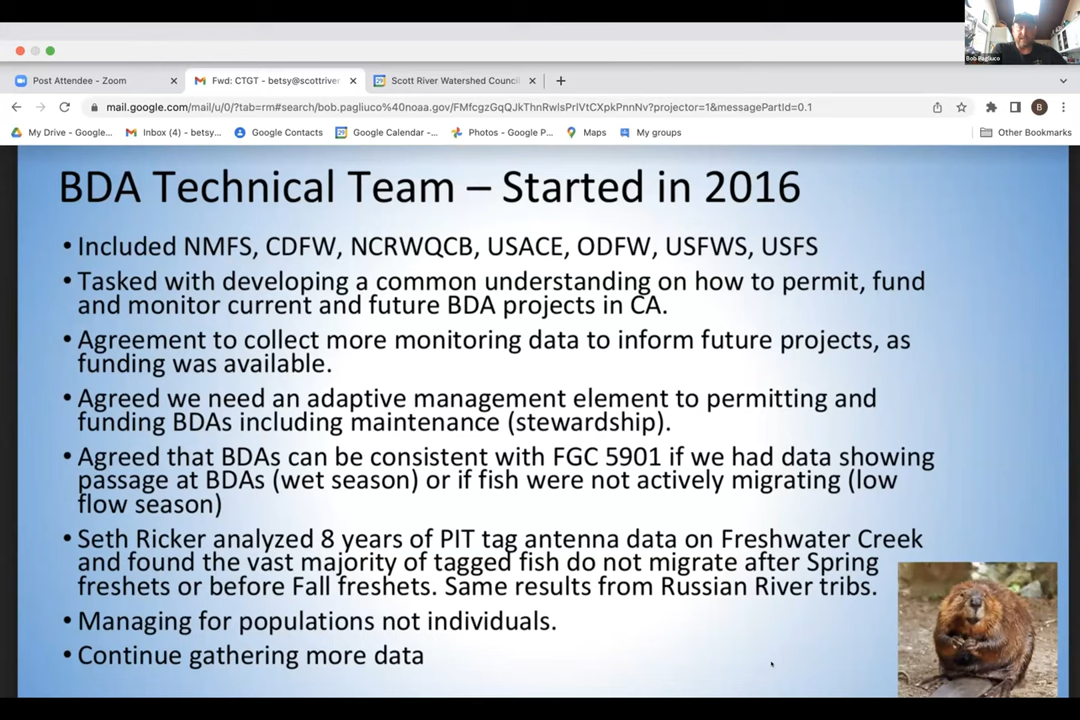 Bob Pagliuco
Post Attendee - Zoom
Fwd: CTGT - betsy@scottriver
Scott River Watershed Council
mail.google.com/mail/u/0/?tab=rm#search/bob.pagliuco%40noaa.gov/FMfcgzGqQJkThnRwlsPrlVtCXpkPnnNv?projector=1&messagePartId=0.1
B
My Drive - Google...
Inbox (4) - betsy...
Google Contacts
Google Calendar -...
Photos - Google P...
Maps
My groups
Other Bookmarks
BDA Technical Team – Started in 2016
• Included NMFS, CDFW, NCRWQCB, USACE, ODFW, USFWS, USFS
• Tasked with developing a common understanding on how to permit, fund
and monitor current and future BDA projects in CA.
• Agreement to collect more monitoring data to inform future projects, as
funding was available.
• Agreed we need an adaptive management element to permitting and
funding BDAs including maintenance (stewardship).
• Agreed that BDAs can be consistent with FGC 5901 if we had data showing
passage at BDAs (wet season) or if fish were not actively migrating (low
flow season)
• Seth Ricker analyzed 8 years of PIT tag antenna data on Freshwater Creek
and found the vast majority of tagged fish do not migrate after Spring
freshets or before Fall freshets. Same results from Russian River tribs.
• Managing for populations not individuals.
• Continue gathering more data